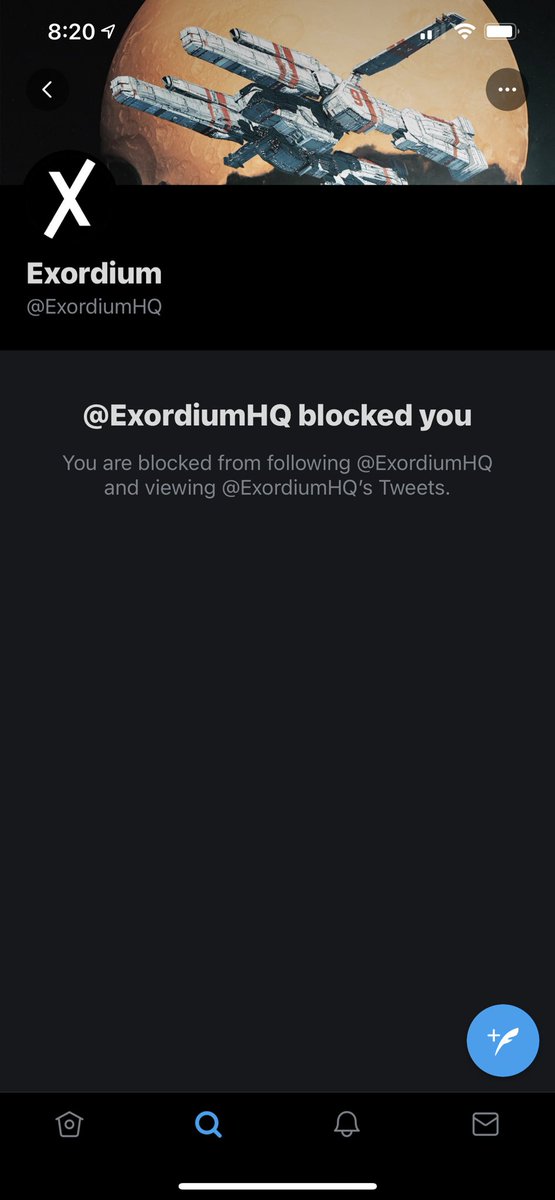 8:20
Exordium
@ExordiumHQ
@ExordiumHQ blocked you
You are blocked from following @ExordiumHQ
and viewing @ExordiumHQ’s Tweets.